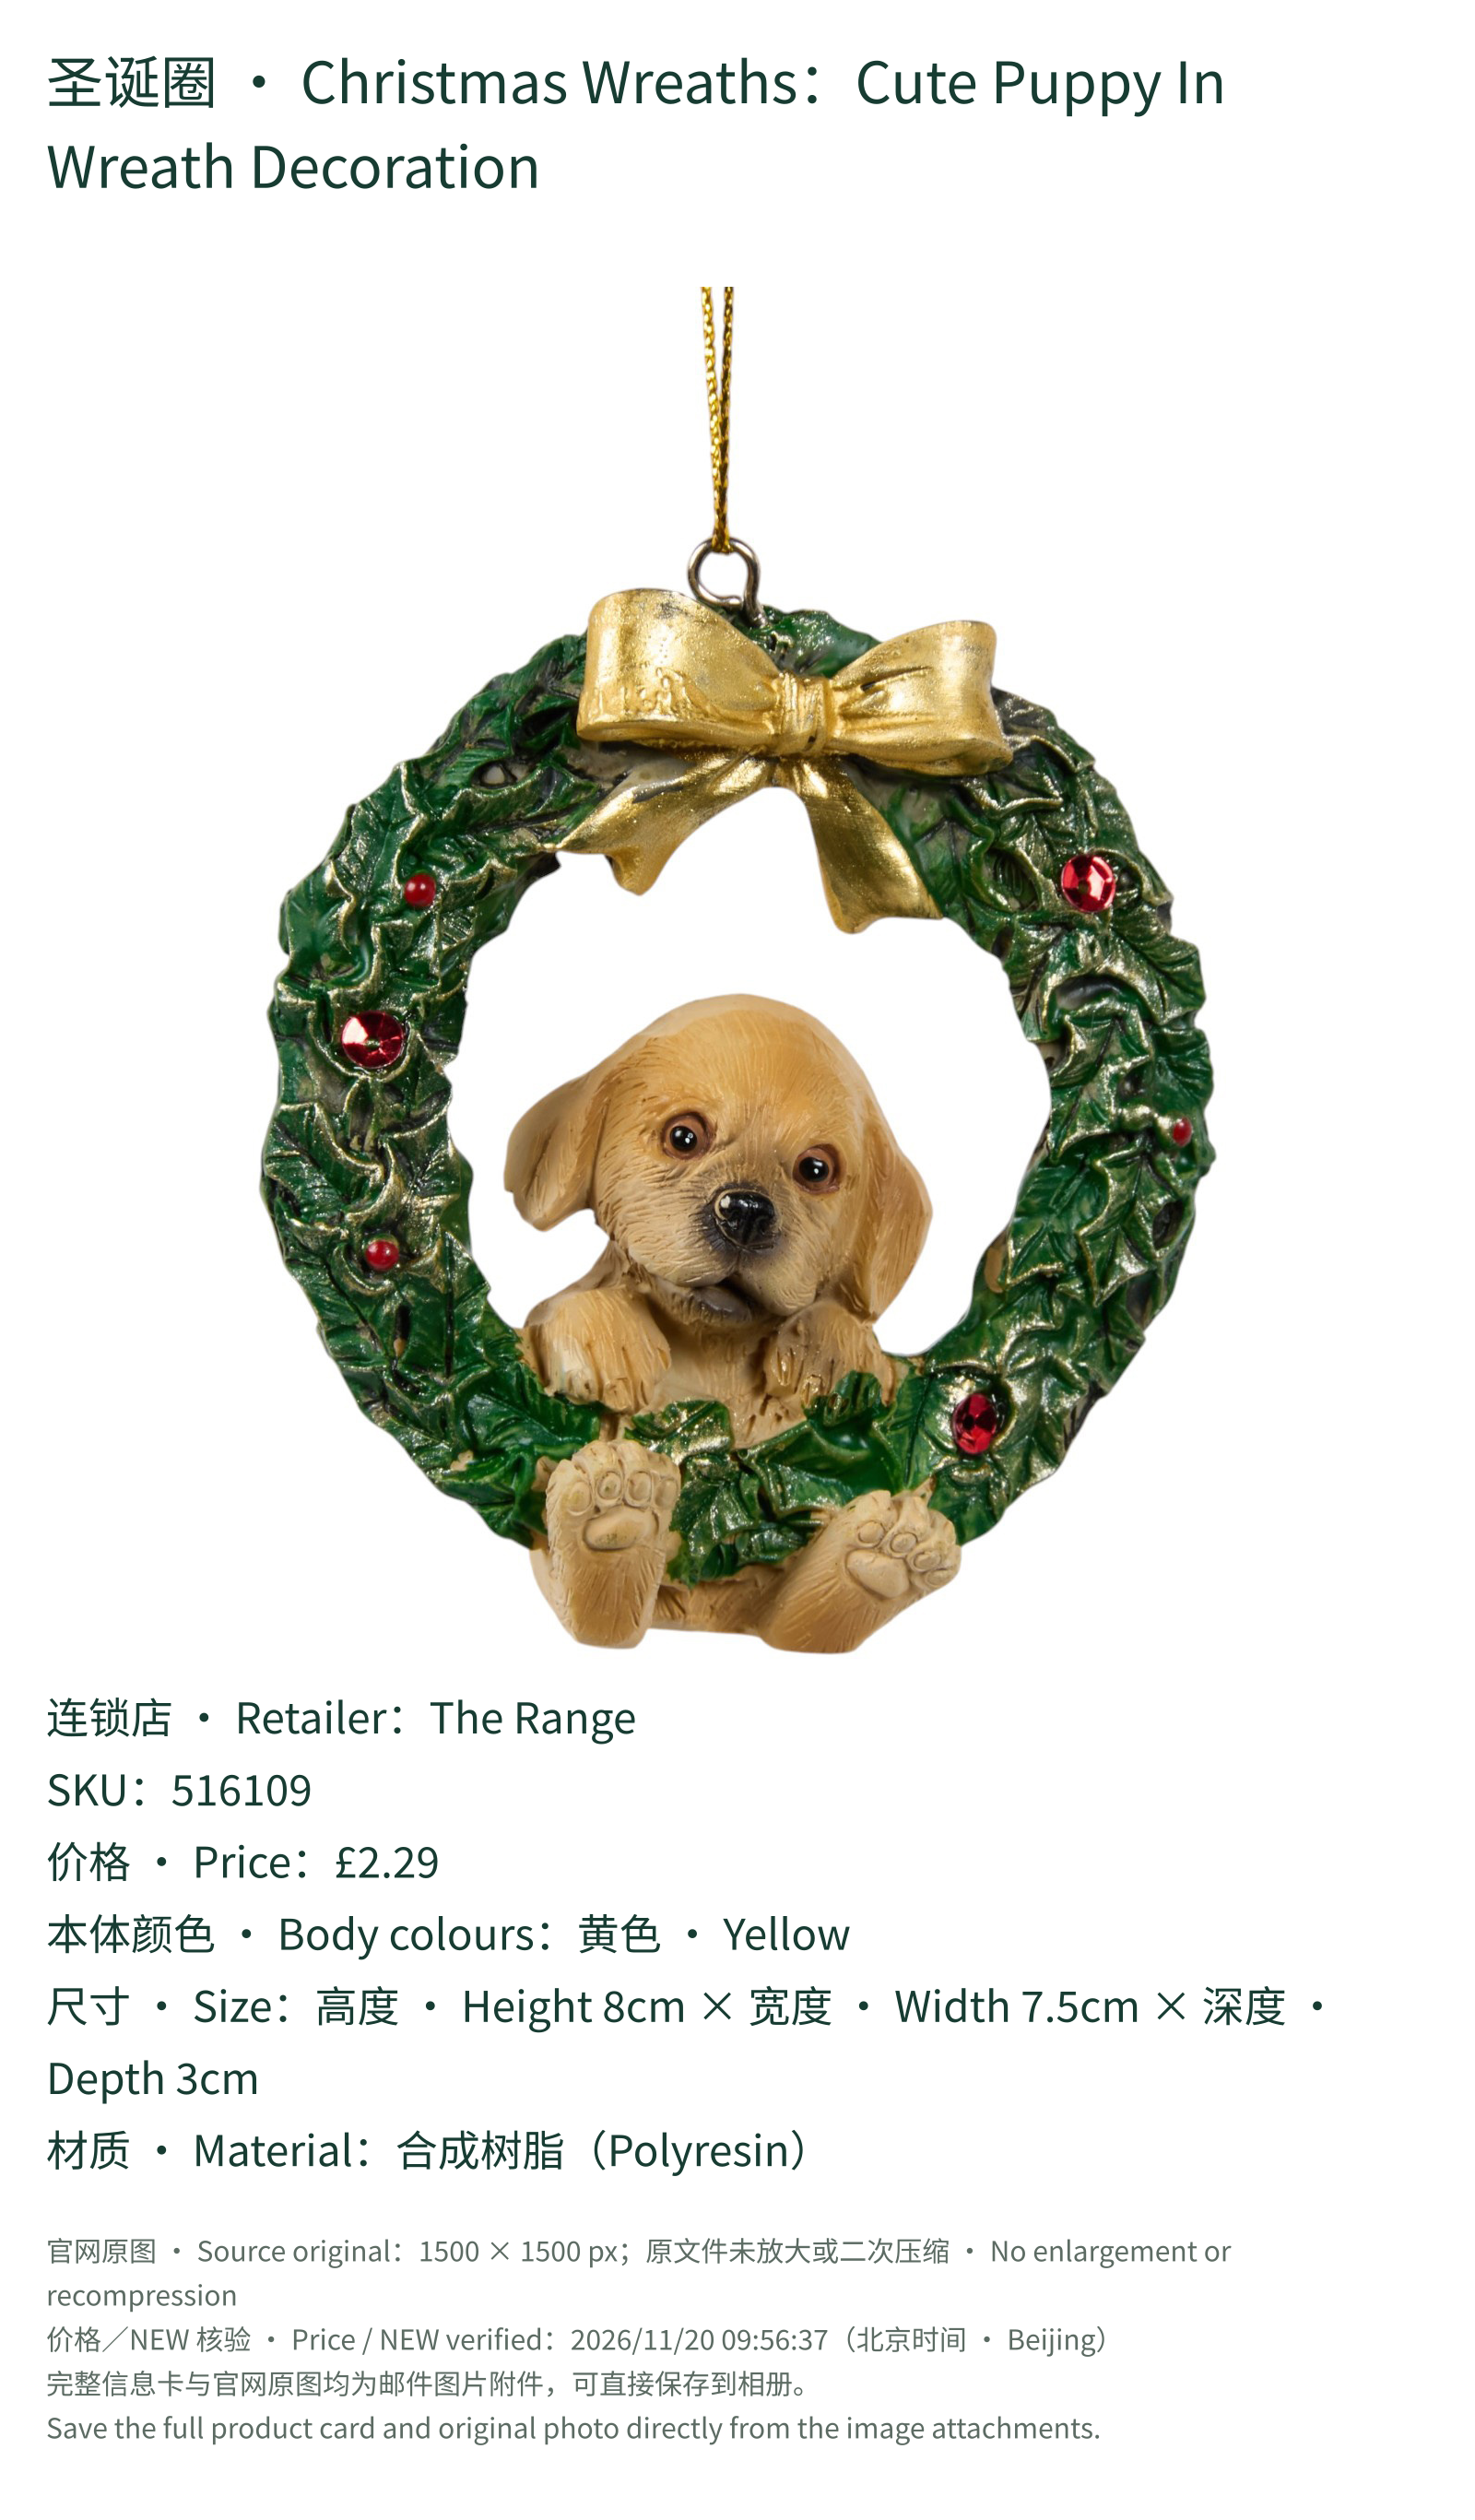 圣诞圈 · Christmas Wreaths：Cute Puppy In
Wreath Decoration
连锁店 · Retailer：The Range
SKU：516109
价格 · Price：£2.29
本体颜色 · Body colours：黄色 · Yellow
尺寸 · Size：高度 · Height 8cm × 宽度 · Width 7.5cm × 深度 ·
Depth 3cm
材质 · Material：合成树脂（Polyresin）
官网原图 · Source original：1500 × 1500 px；原文件未放大或二次压缩 · No enlargement or
recompression
价格／NEW 核验 · Price / NEW verified：2026/11/20 09:56:37（北京时间 · Beijing）
完整信息卡与官网原图均为邮件图片附件，可直接保存到相册。
Save the full product card and original photo directly from the image attachments.